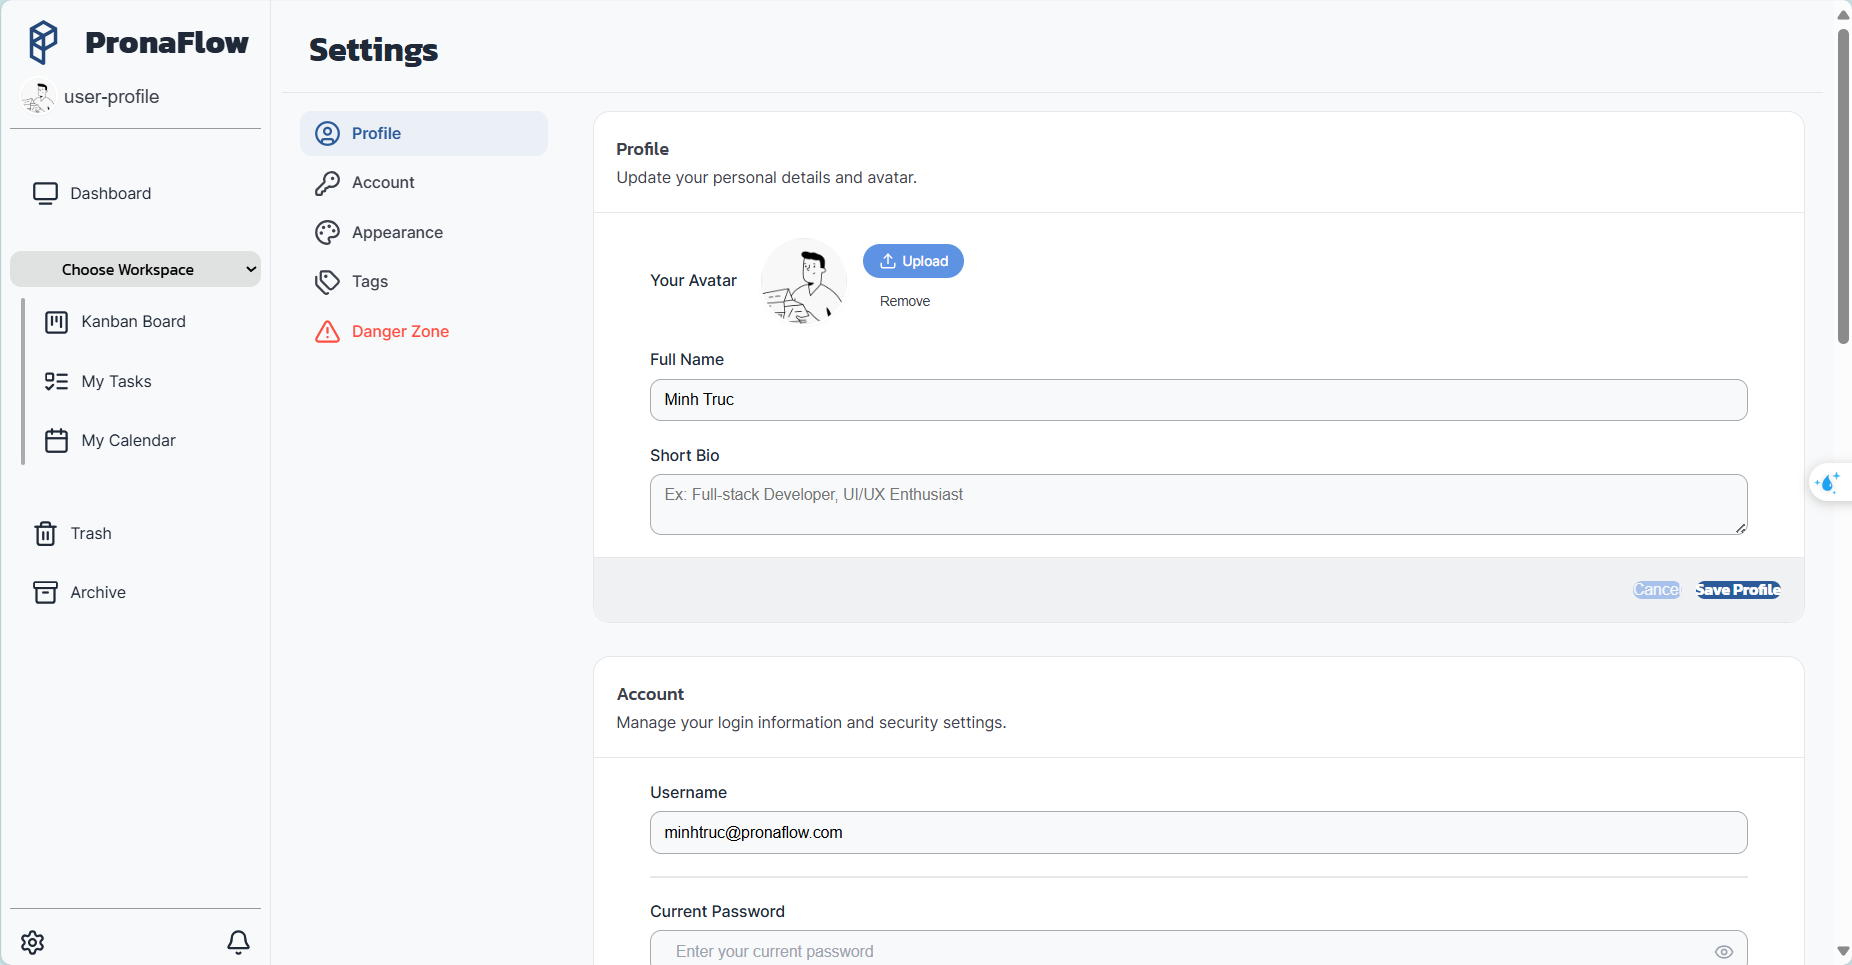 PronaFlow
user-profile
Dashboard
Choose Workspace
Kanban Board
My Tasks
My Calendar
Trash
Archive
Settings
Profile
Account
Appearance
Tags
Danger Zone
Profile
Update your personal details and avatar.
Your Avatar
Upload
Remove
Full Name
Minh Truc
Short Bio
Ex: Full-stack Developer, UI/UX Enthusiast
Cancel Save Profile
Account
Manage your login information and security settings.
Username
minhtruc@pronaflow.com
Current Password
Enter your current password